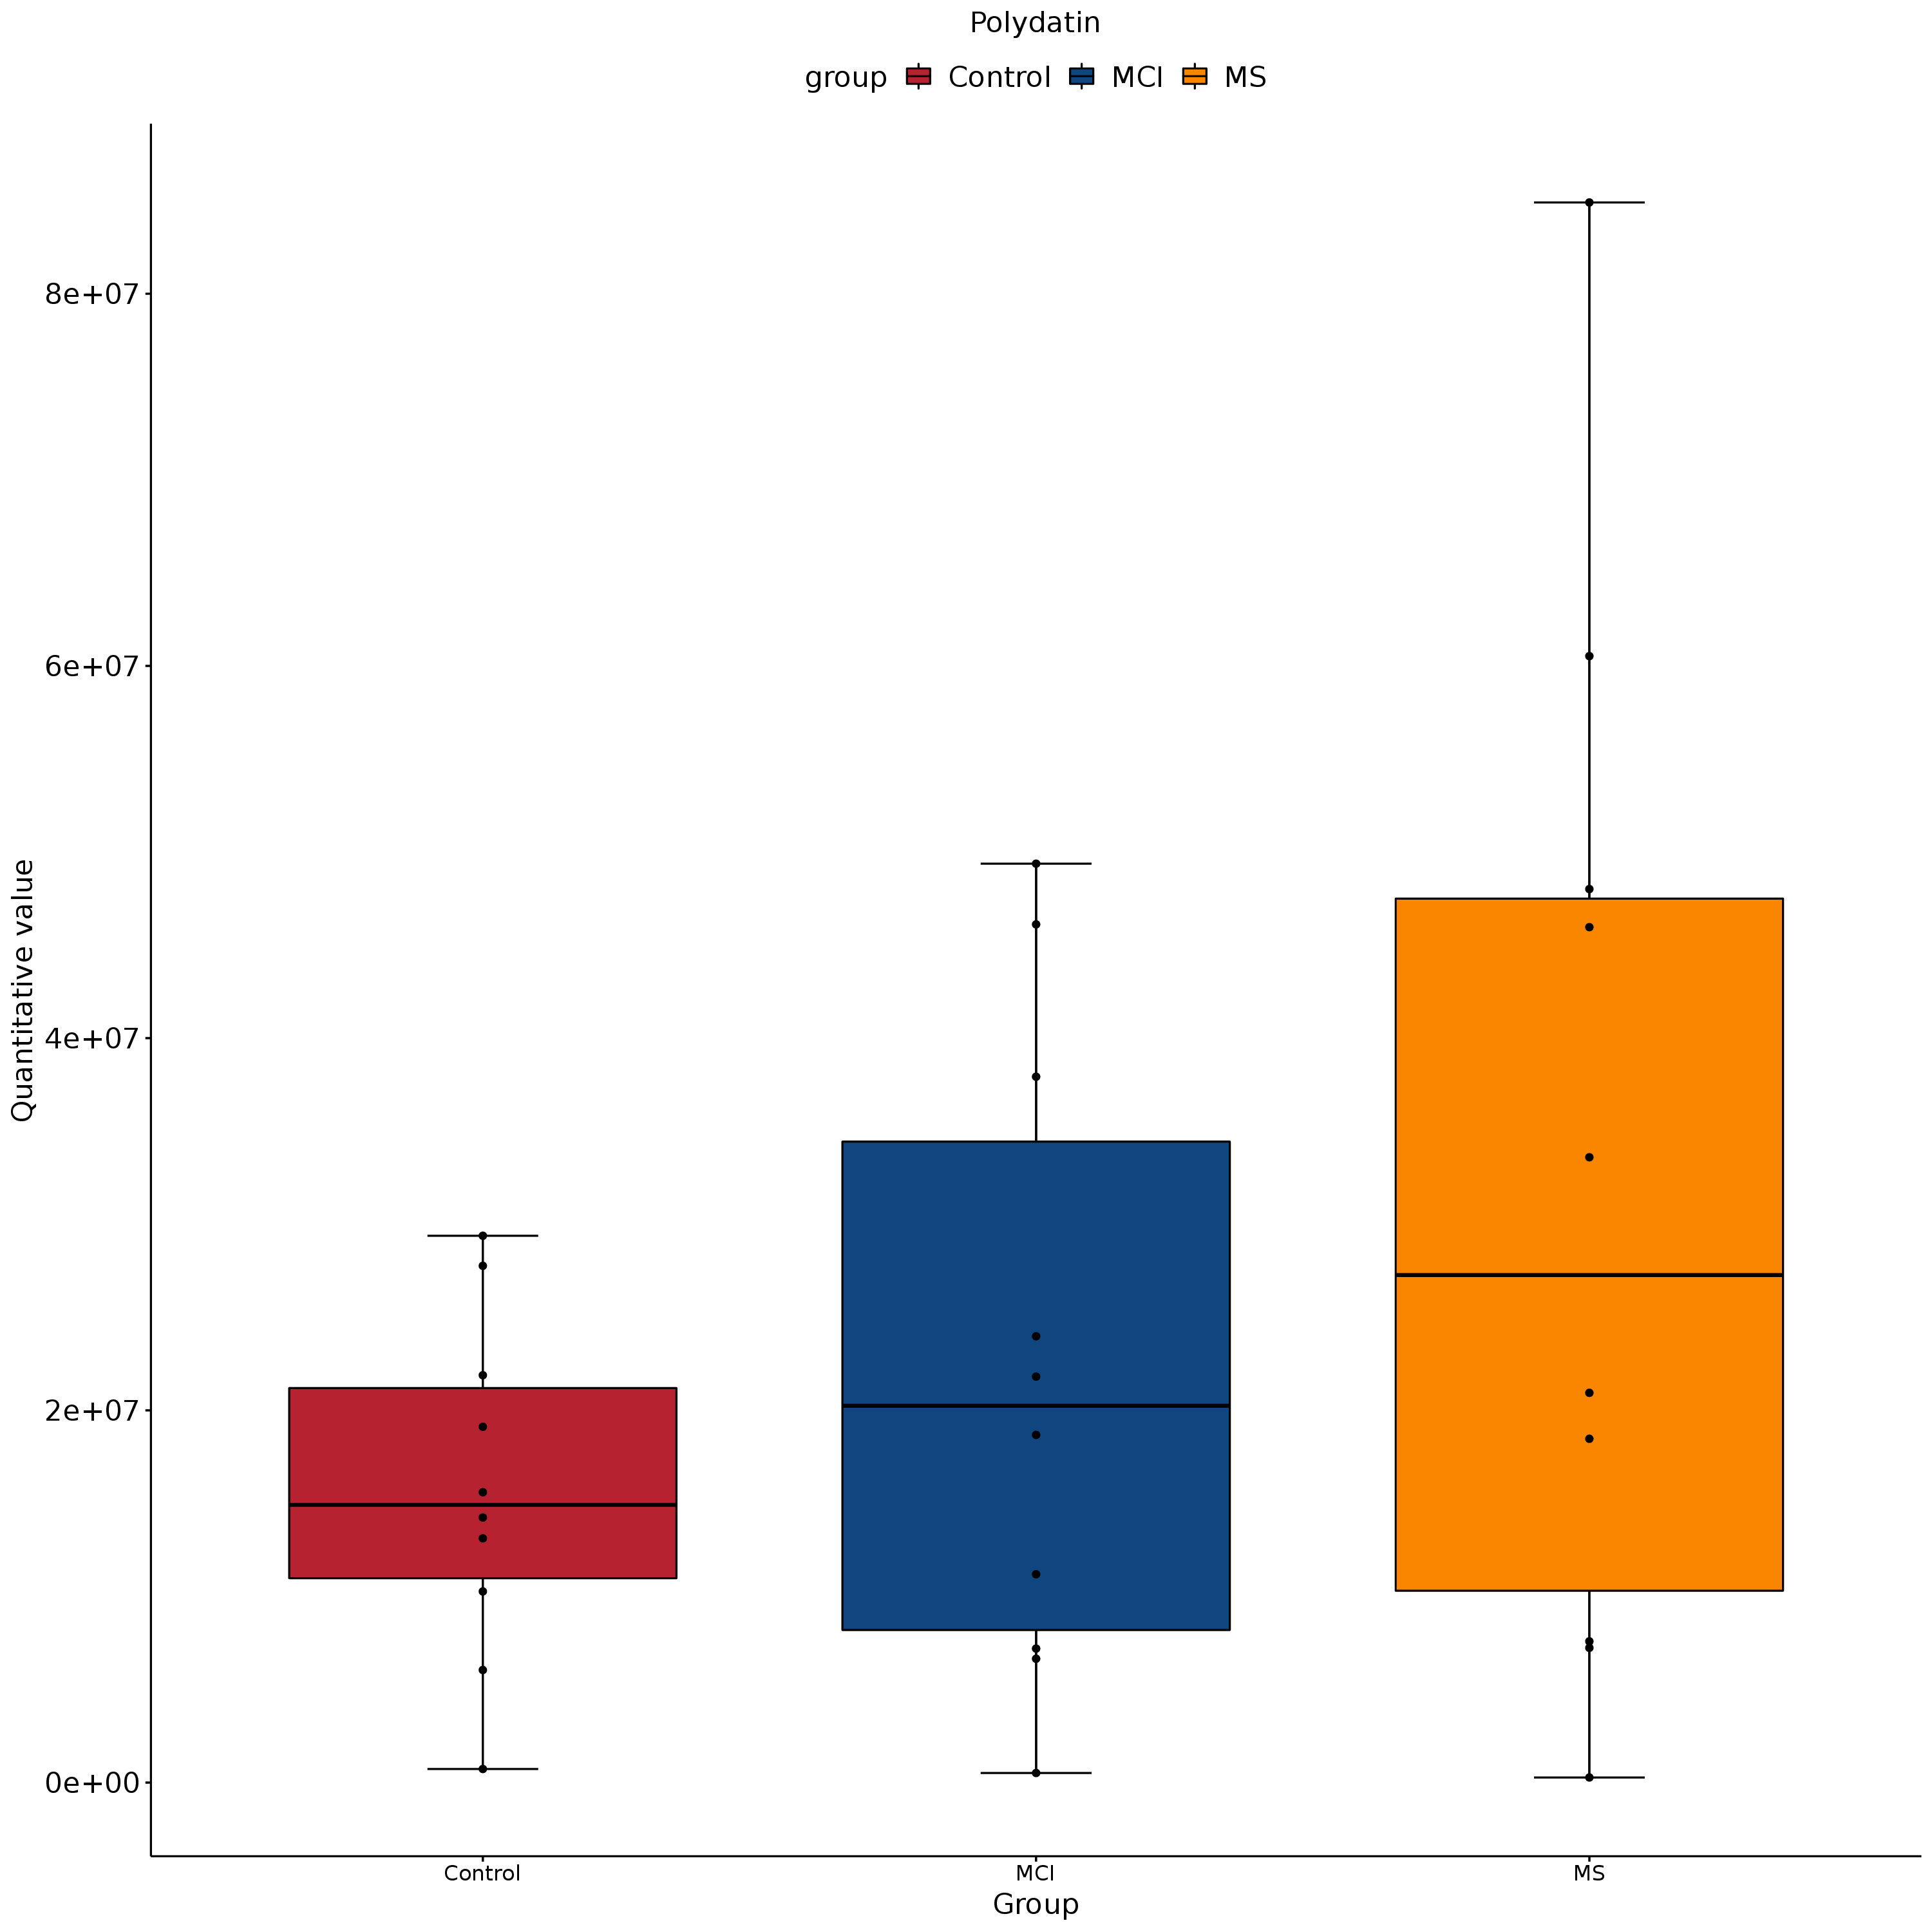 Polydatin
group Control MCI MS
8e+07
6e+07
4e+07
2e+07
0e+00
Quantitative value
Control MCI MS
Group